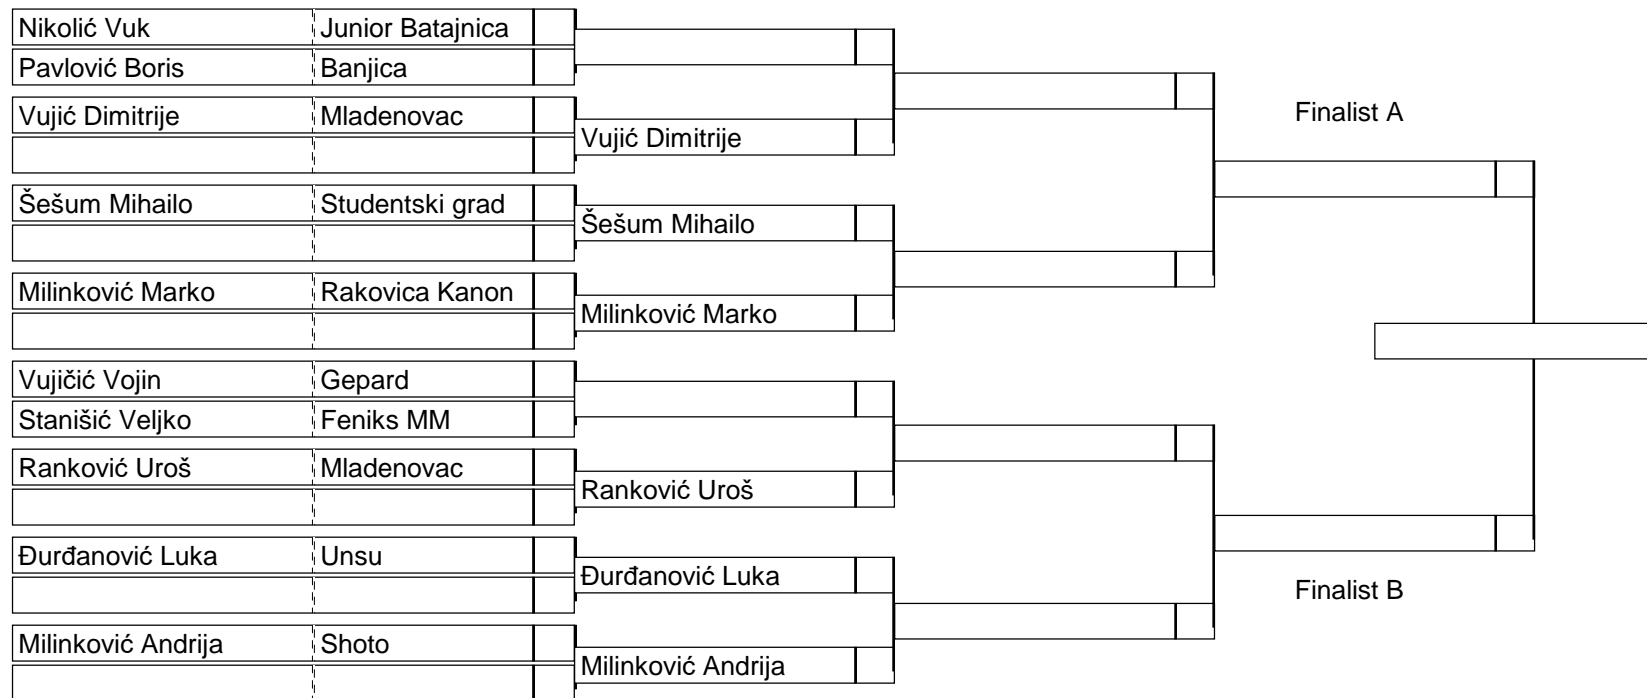 Nikolić Vuk Junior Batajnica
Pavlović Boris Banjica
Vujić Dimitrije Mladenovac
Vujić Dimitrije
Šešum Mihailo Studentski grad
Šešum Mihailo
Milinković Marko Rakovica Kanon
Milinković Marko
Vujičić Vojin Gepard
Stanišić Veljko Feniks MM
Ranković Uroš Mladenovac
Ranković Uroš
Đurđanović Luka Unsu
Đurđanović Luka
Milinković Andrija Shoto
Milinković Andrija
Finalist A
Finalist B